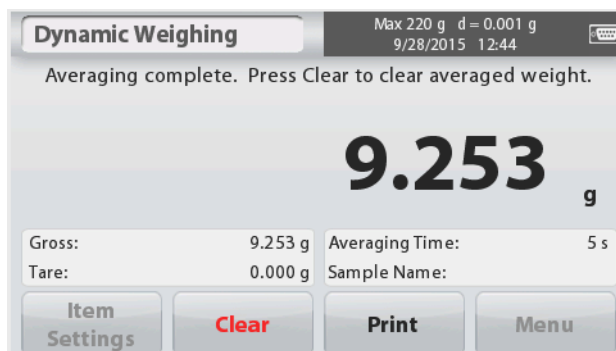 Dynamic Weighing
Max 220 g d = 0.001 g
9/28/2015 12:44
Averaging complete. Press Clear to clear averaged weight.
9.253 g
Gross: 9.253 g
Tare: 0.000 g
Averaging Time: 5 s
Sample Name:
Item
Settings
Clear
Print
Menu